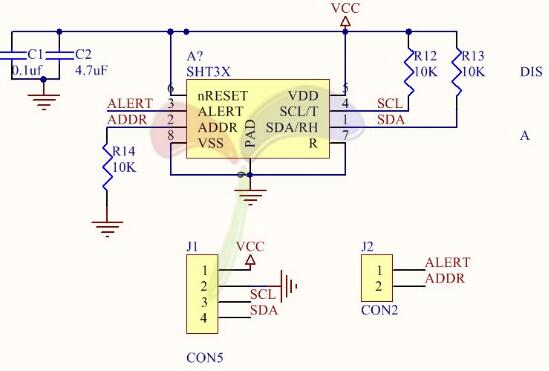 VCC
C1
0.1uf
C2
4.7uF
A?
SHT3X
R12
10K
R13
10K
DIS
A
6
nRESET
VDD
5
ALERT
3
ALERT
SCL/T
4
SCL
ADDR
2
ADDR
SDA/RH
1
SDA
8
VSS
R
7
PAD
9
R14
10K
J1
VCC
1
2
3
SCL
4
SDA
CON5
J2
1
ALERT
2
ADDR
CON2